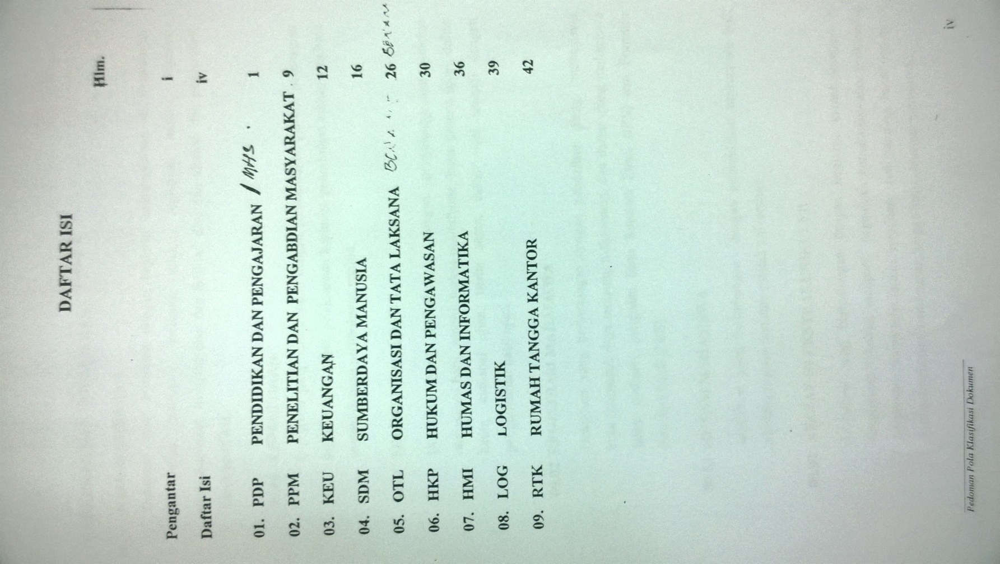 DAFTAR ISI
Hlm.
Pengantar i
Daftar Isi iv
01. PDP PENDIDIKAN DAN PENGAJARAN / MHS . 1
02. PPM PENELITIAN DAN PENGABDIAN MASYARAKAT . 9
03. KEU KEUANGAN 12
04. SDM SUMBERDAYA MANUSIA 16
05. OTL ORGANISASI DAN TATA LAKSANA 26
06. HKP HUKUM DAN PENGAWASAN 30
07. HMI HUMAS DAN INFORMATIKA 36
08. LOG LOGISTIK 39
09. RTK RUMAH TANGGA KANTOR 42
Pedoman Pola Klasifikasi Dokumen iv